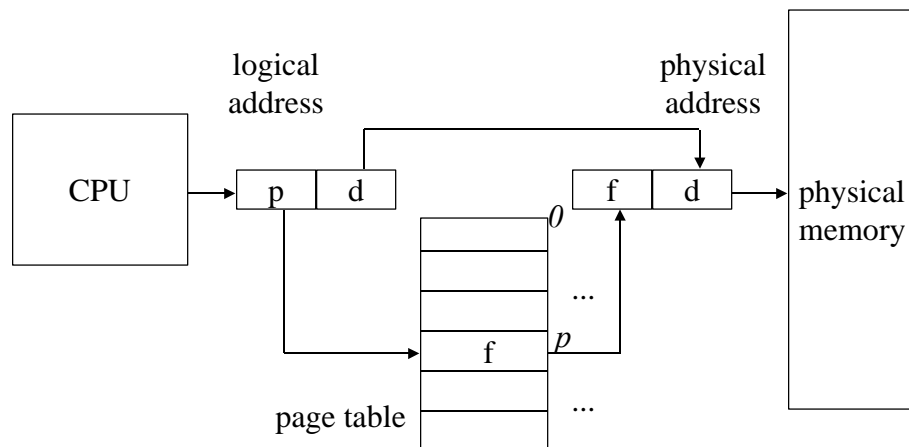 logical
address
physical
address
CPU
p
d
f
d
physical
memory
0
...
f
p
page table
...